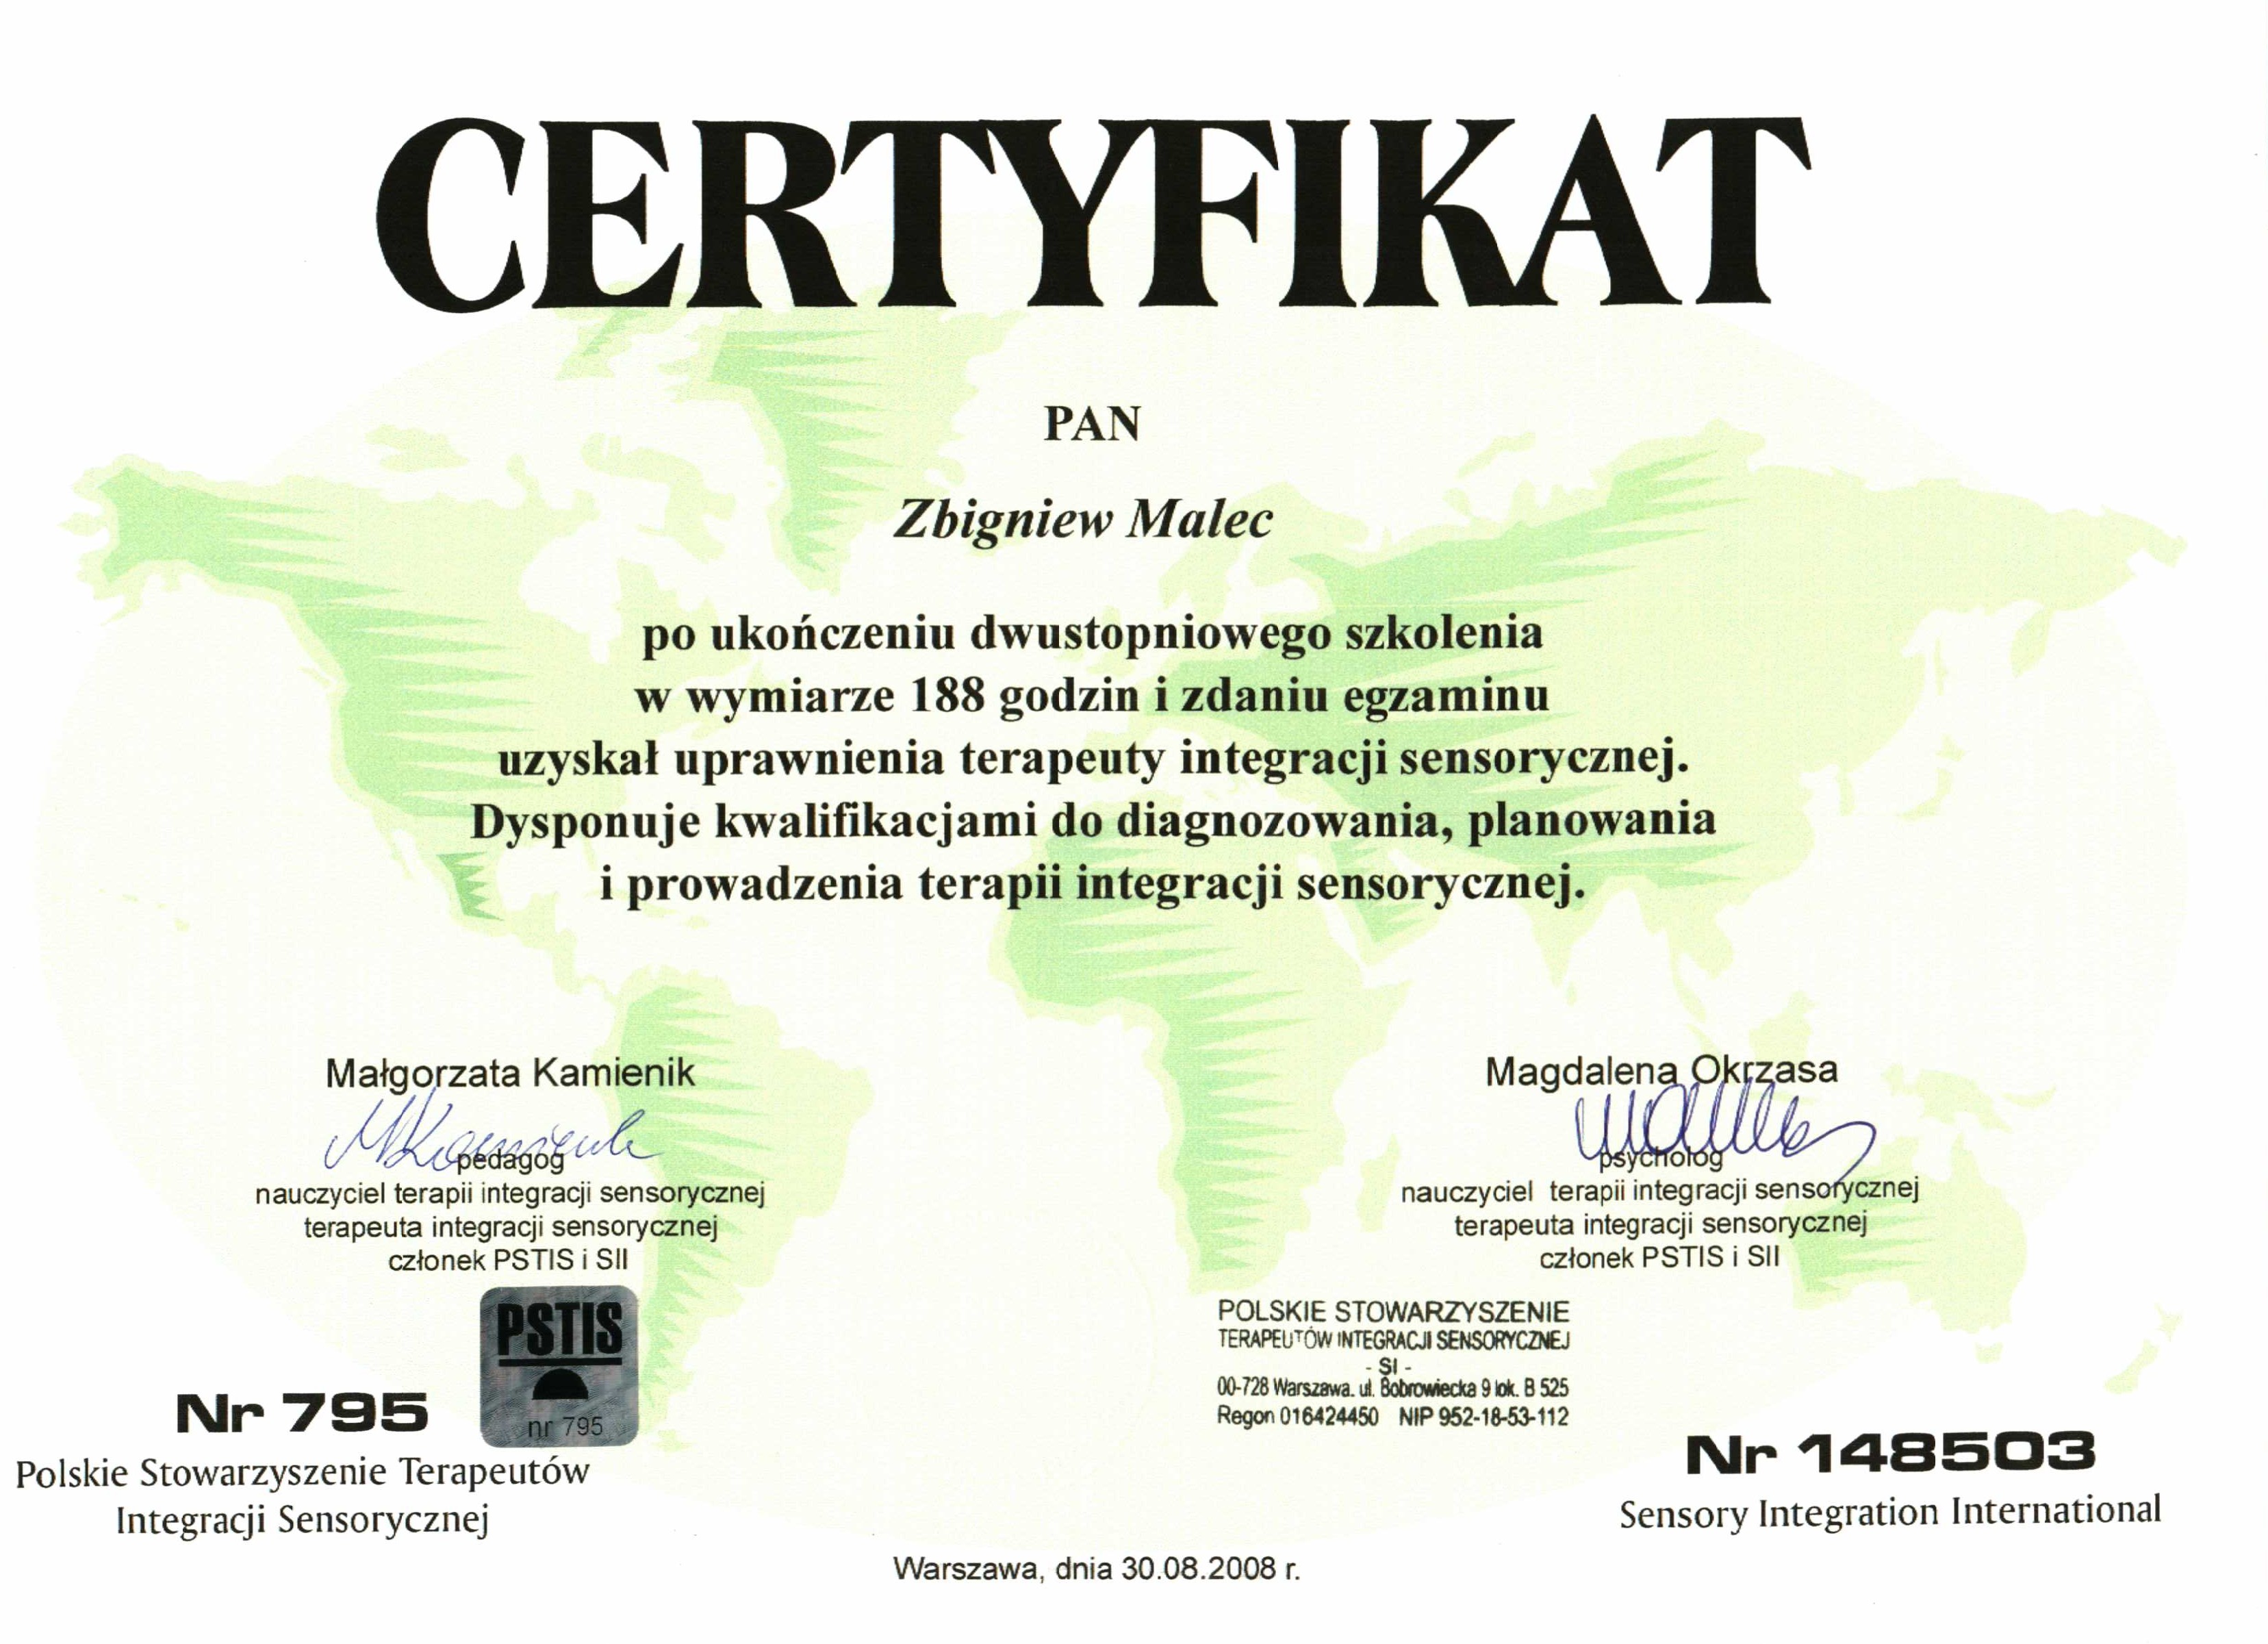 CERTYFIKAT
PAN
Zbigniew Malec
po ukończeniu dwustopniowego szkolenia
w wymiarze 188 godzin i zdaniu egzaminu
uzyskał uprawnienia terapeuty integracji sensorycznej.
Dysponuje kwalifikacjami do diagnozowania, planowania
i prowadzenia terapii integracji sensorycznej.
Małgorzata Kamienik
MKamienik
pedagog
nauczyciel terapii integracji sensorycznej
terapeuta integracji sensorycznej
członek PSTIS i SII
Magdalena Okrzasa
psycholog
nauczyciel terapii integracji sensorycznej
terapeuta integracji sensorycznej
członek PSTIS i SII
PSTIS
nr 795
Nr 795
Polskie Stowarzyszenie Terapeutów
Integracji Sensorycznej
POLSKIE STOWARZYSZENIE
TERAPEUTÓW INTEGRACJI SENSORYCZNEJ
- SI -
00-728 Warszawa. ul. Bobrowiecka 9 lok. B 525
Regon 016424450 NIP 952-18-53-112
Nr 148503
Sensory Integration International
Warszawa, dnia 30.08.2008 r.